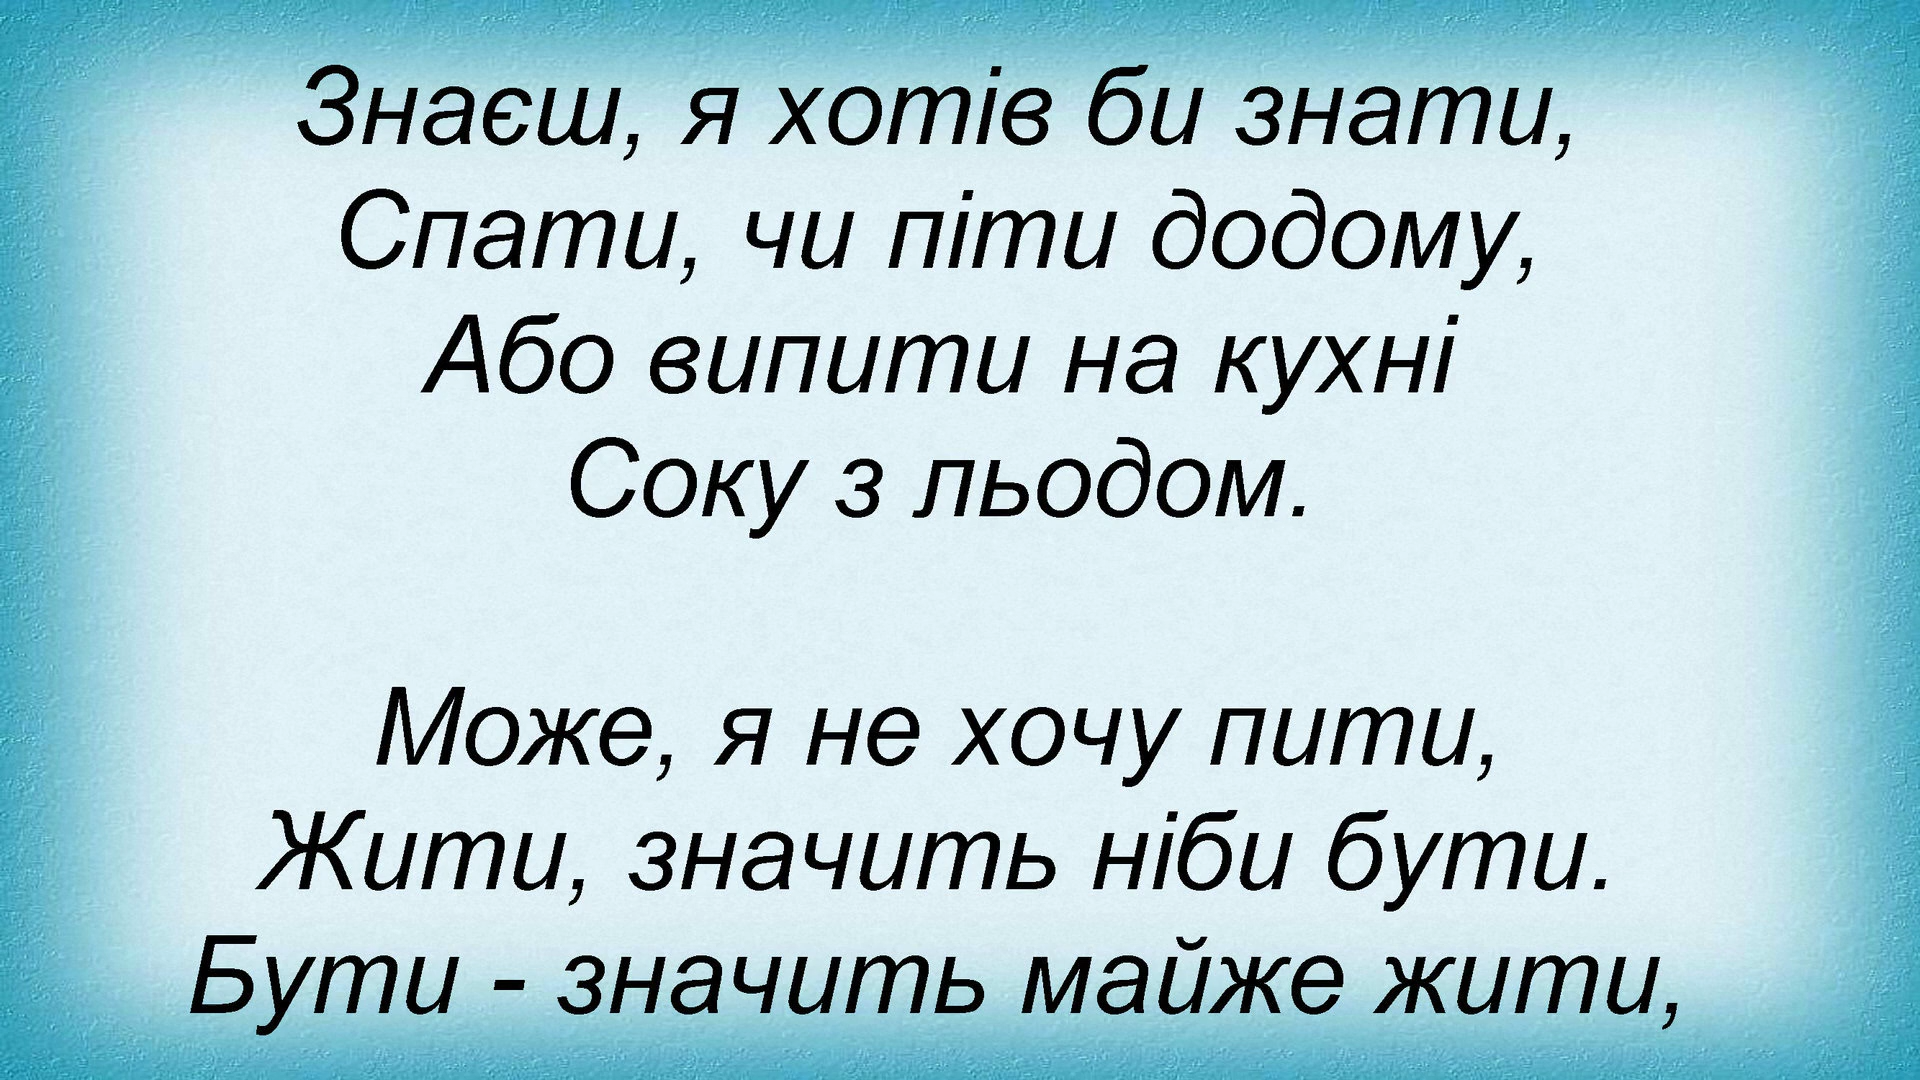 Знаєш, я хотів би знати,
Спати, чи піти додому,
Або випити на кухні
Соку з льодом.
Може, я не хочу пити,
Жити, значить ніби бути.
Бути - значить майже жити,